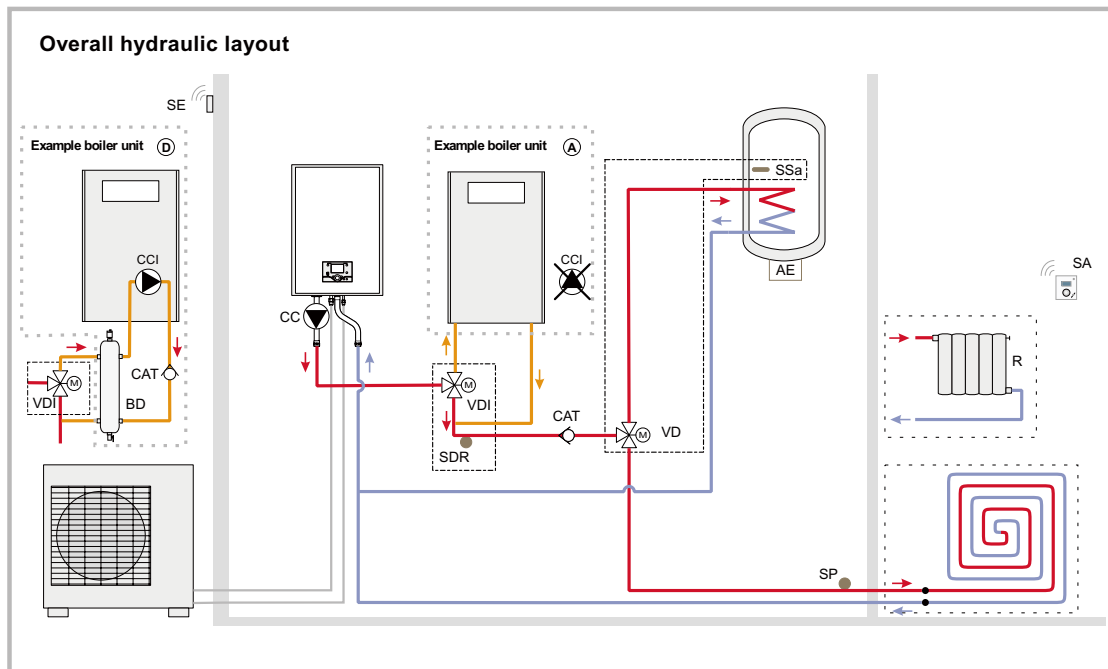 Overall hydraulic layout
SE
Example boiler unit D
Example boiler unit A
SSa
CCI
CCI
AE
SA
CC
R
CAT
M
VDI
BD
M
VDI
CAT
M
VD
SDR
SP